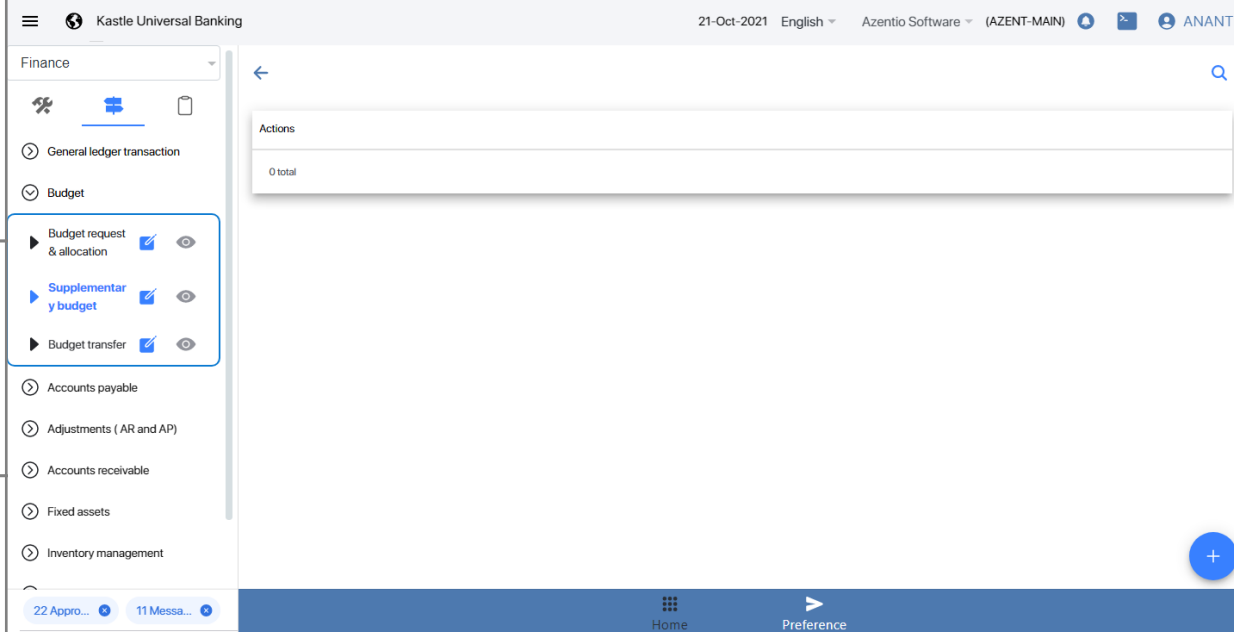 Kastle Universal Banking
21-Oct-2021 English Azentio Software (AZENT-MAIN) ANANT
Finance
Actions
0 total
General ledger transaction
Budget
Budget request
& allocation
Supplementar
y budget
Budget transfer
Accounts payable
Adjustments ( AR and AP)
Accounts receivable
Fixed assets
Inventory management
22 Appro... 11 Messa...
Home Preference